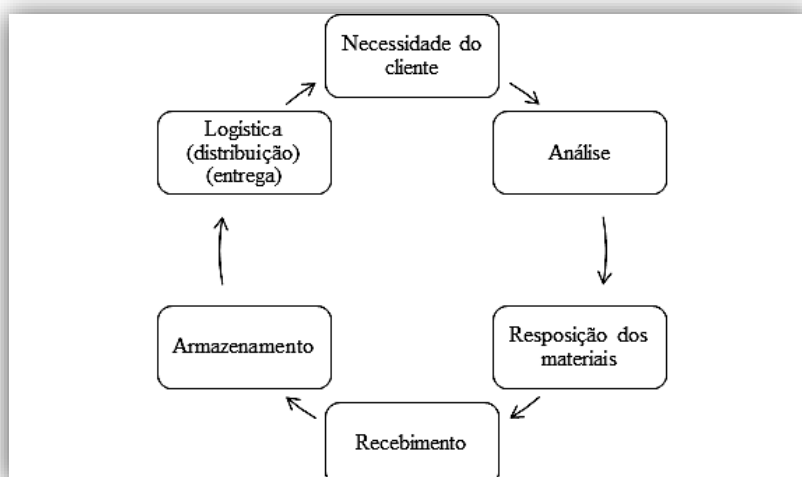 Necessidade do
cliente
Análise
Resposição dos
materiais
Recebimento
Armazenamento
Logística
(distribuição)
(entrega)